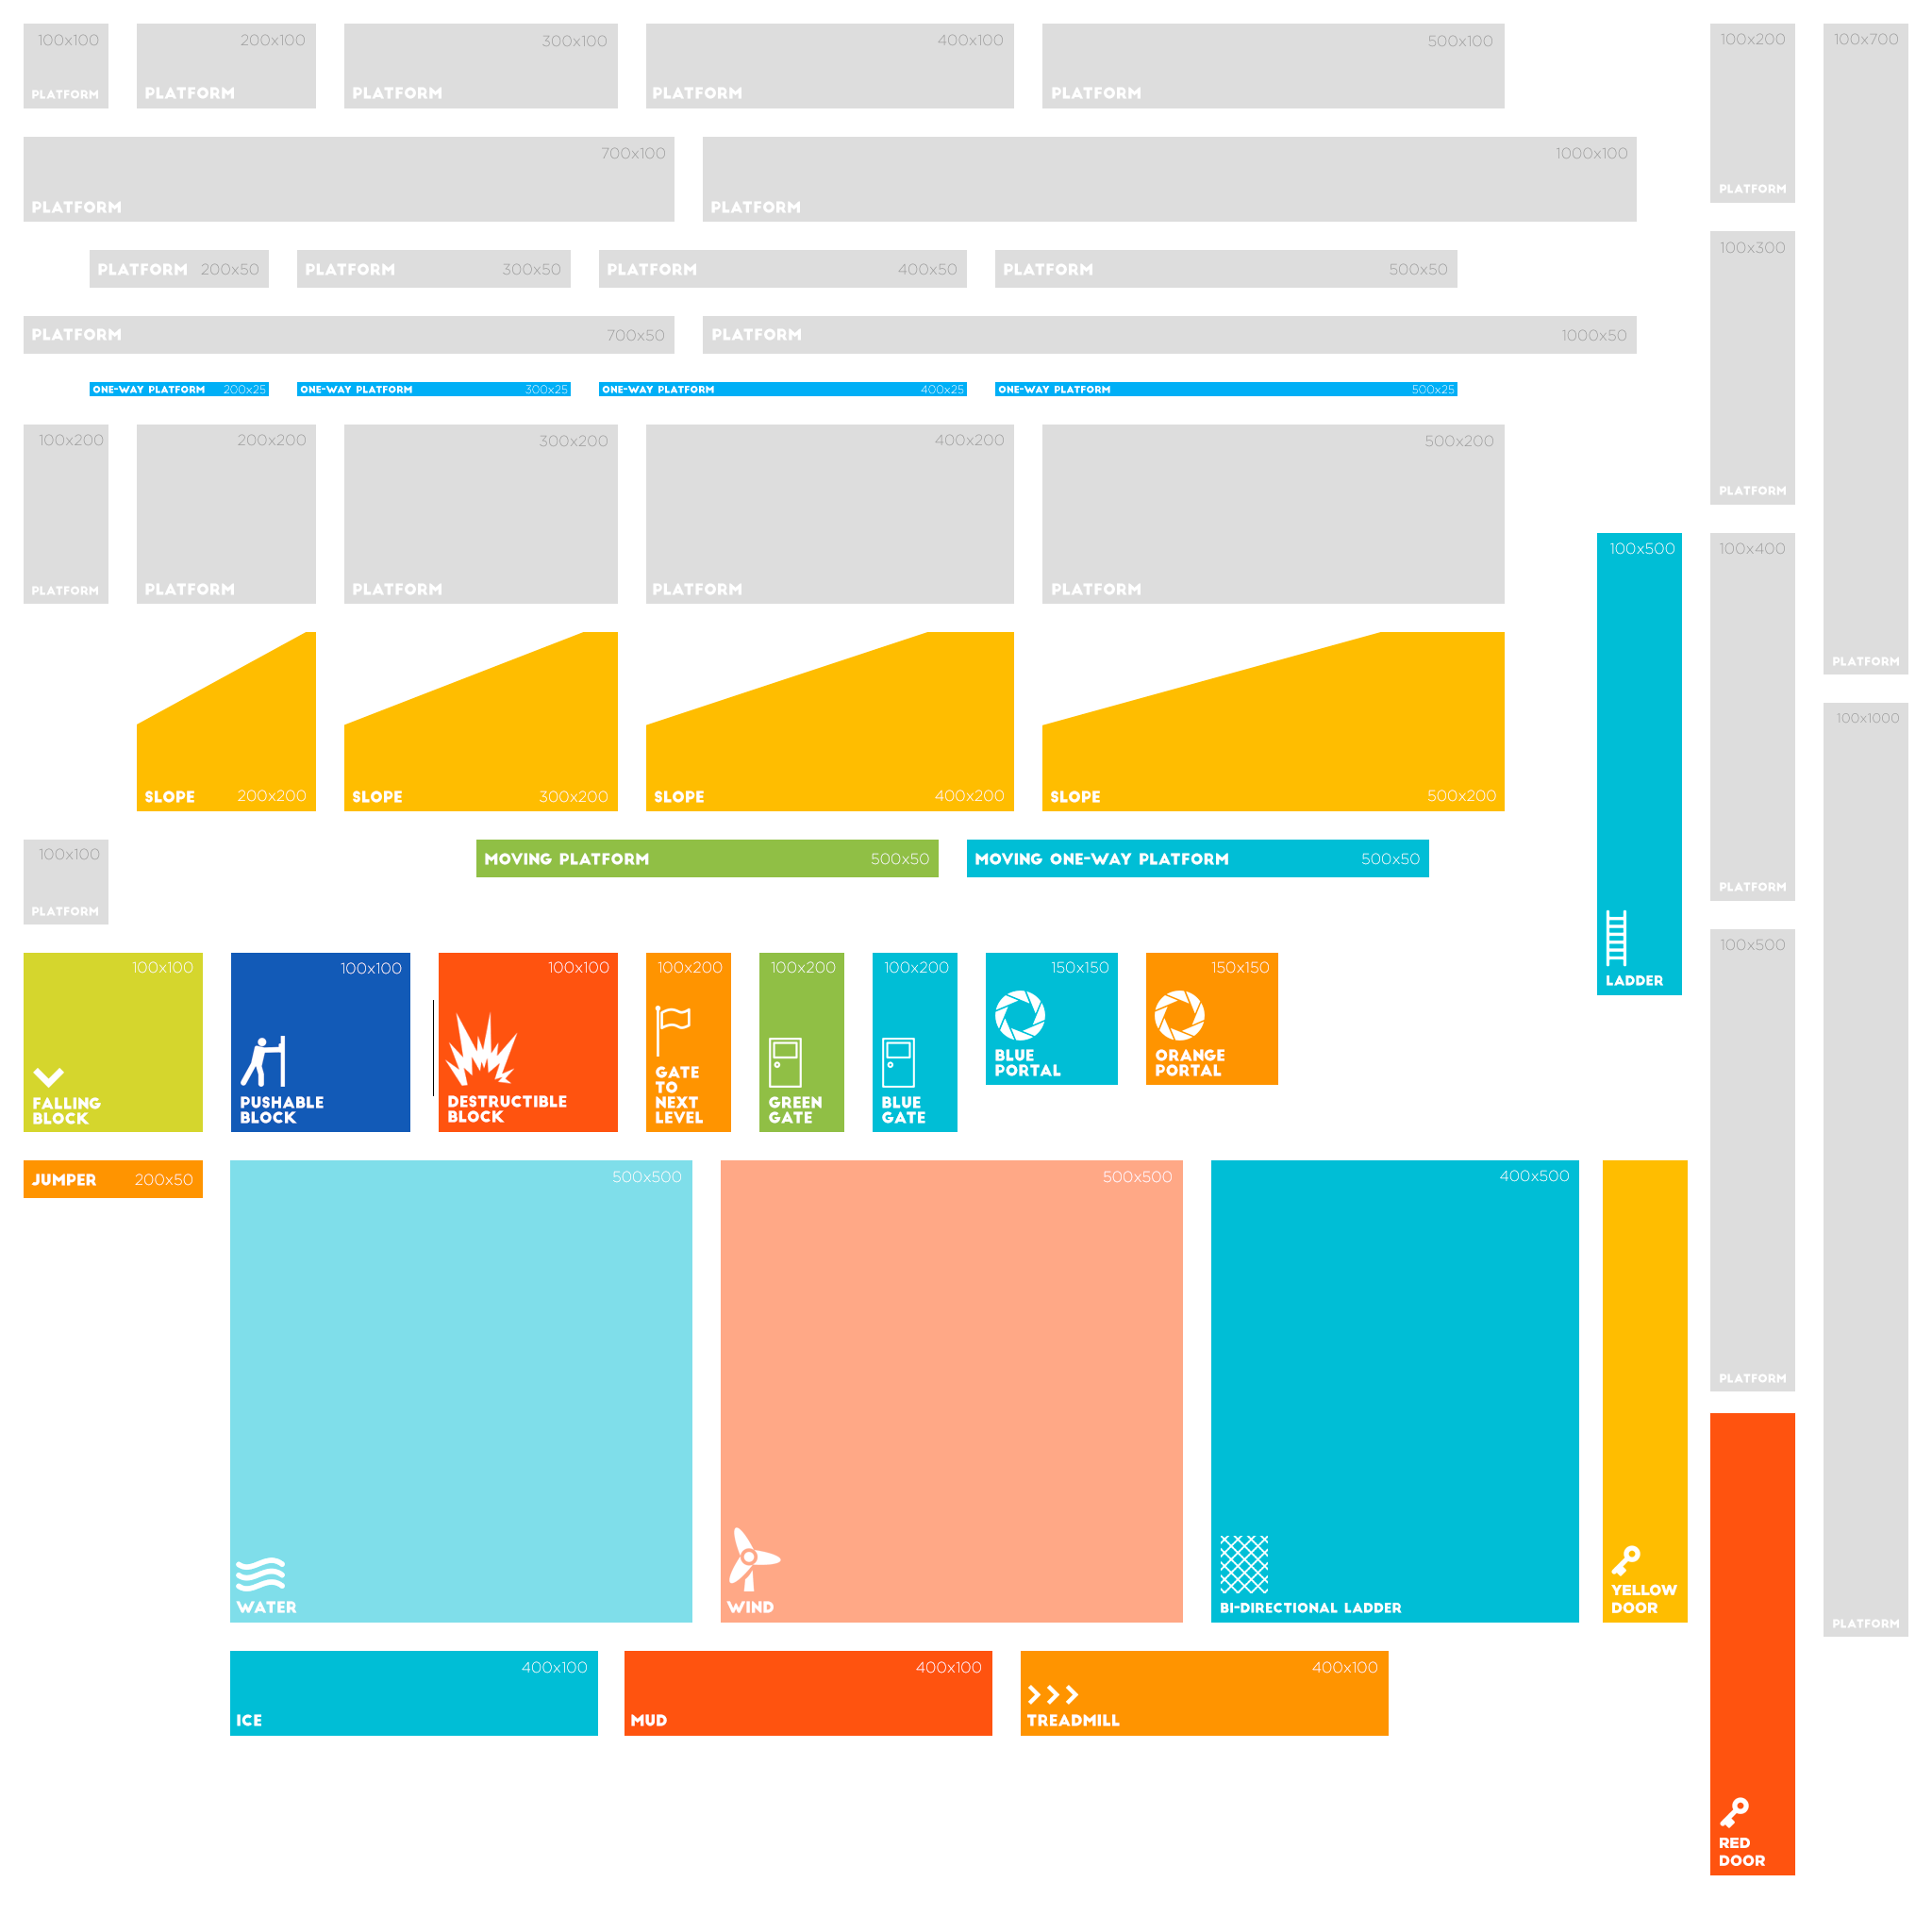 100x100
PLATFORM
200x100
PLATFORM
300x100
PLATFORM
400x100
PLATFORM
500x100
PLATFORM
100x200
PLATFORM
100x700
PLATFORM
700x100
PLATFORM
1000x100
PLATFORM
PLATFORM 200x50
PLATFORM 300x50
PLATFORM 400x50
PLATFORM 500x50
100x300
PLATFORM
PLATFORM 700x50
PLATFORM 1000x50
ONE-WAY PLATFORM 200x25
ONE-WAY PLATFORM 300x25
ONE-WAY PLATFORM 400x25
ONE-WAY PLATFORM 500x25
100x200
PLATFORM
200x200
PLATFORM
300x200
PLATFORM
400x200
PLATFORM
500x200
PLATFORM
100x500
LADDER
100x400
PLATFORM
SLOPE 200x200
SLOPE 300x200
SLOPE 400x200
SLOPE 500x200
100x1000
PLATFORM
100x100
PLATFORM
MOVING PLATFORM 500x50
MOVING ONE-WAY PLATFORM 500x50
100x500
PLATFORM
100x100
FALLING
BLOCK
100x100
PUSHABLE
BLOCK
100x100
DESTRUCTIBLE
BLOCK
100x200
GATE
TO
NEXT
LEVEL
100x200
GREEN
GATE
100x200
BLUE
GATE
150x150
BLUE
PORTAL
150x150
ORANGE
PORTAL
JUMPER 200x50
500x500
WATER
500x500
WIND
400x500
BI-DIRECTIONAL LADDER
YELLOW
DOOR
RED
DOOR
400x100
ICE
400x100
MUD
400x100
TREADMILL